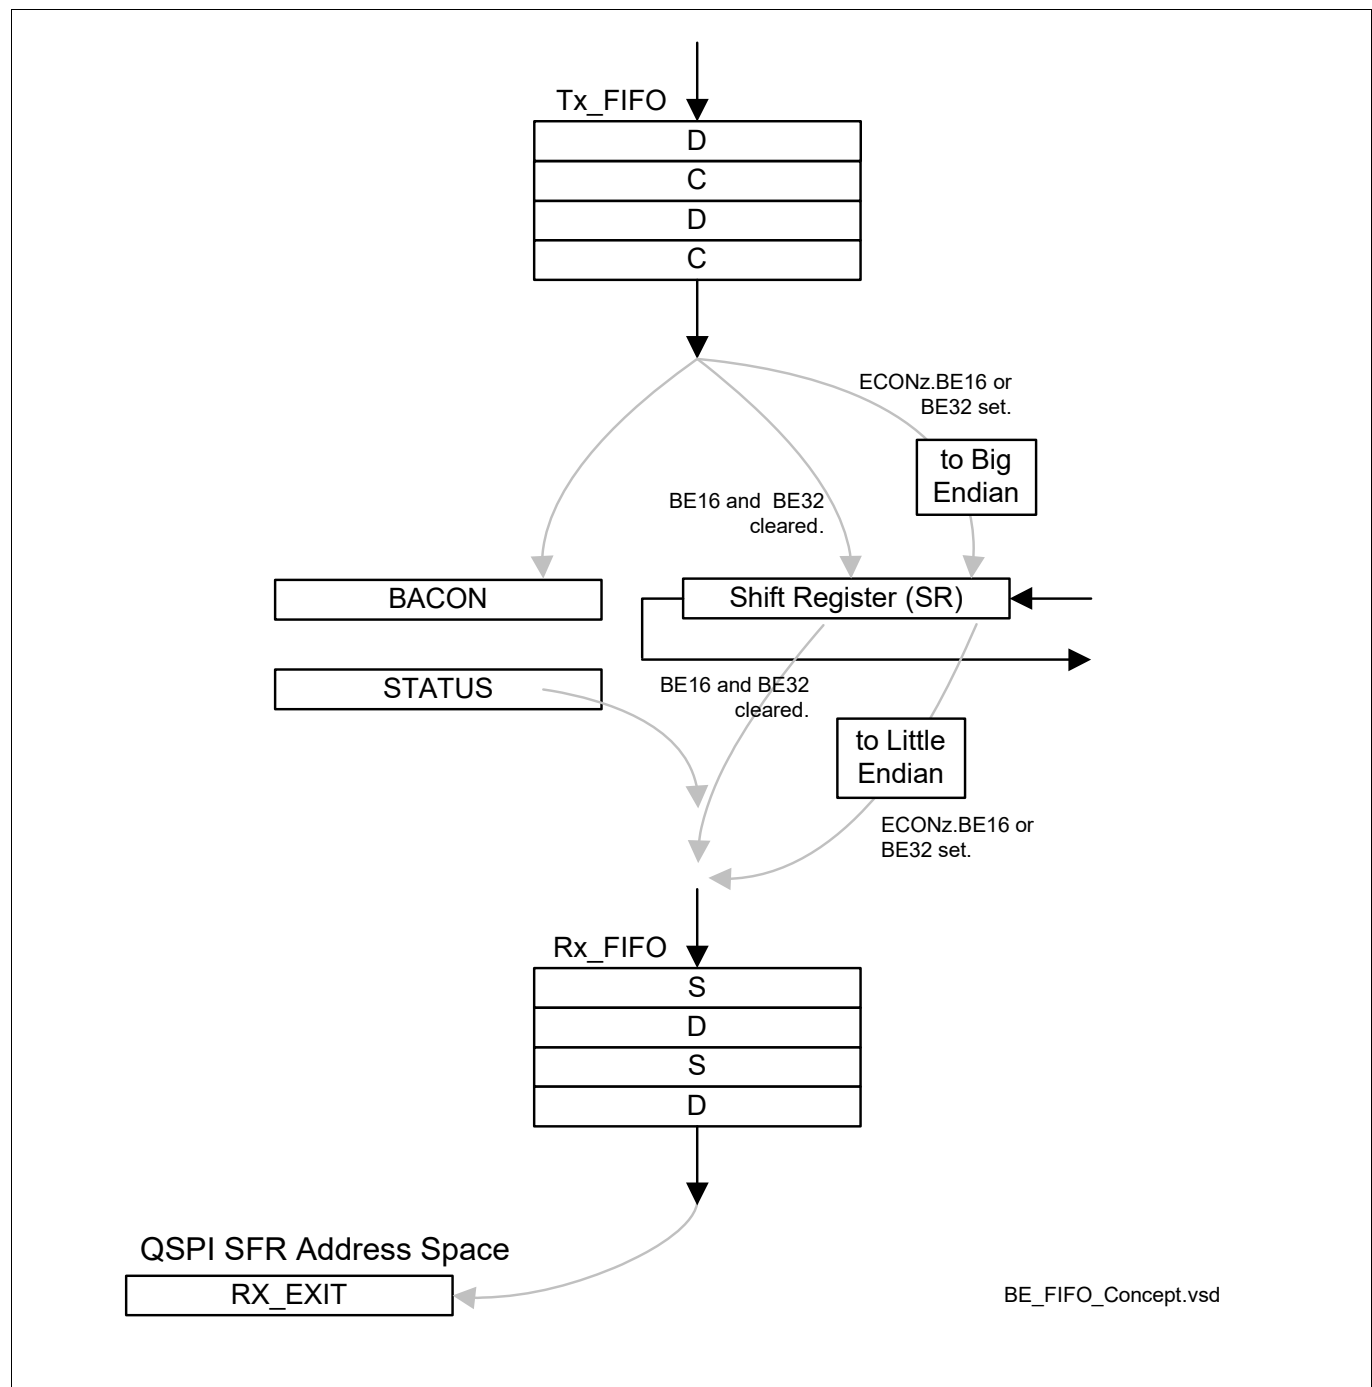 Tx_FIFO
D
C
D
C
ECONz.BE16 or
BE32 set.
to Big
Endian
BE16 and  BE32
cleared.
BACON
Shift Register (SR)
STATUS
BE16 and BE32
cleared.
to Little
Endian
ECONz.BE16 or
BE32 set.
Rx_FIFO
S
D
S
D
QSPI SFR Address Space
RX_EXIT
BE_FIFO_Concept.vsd